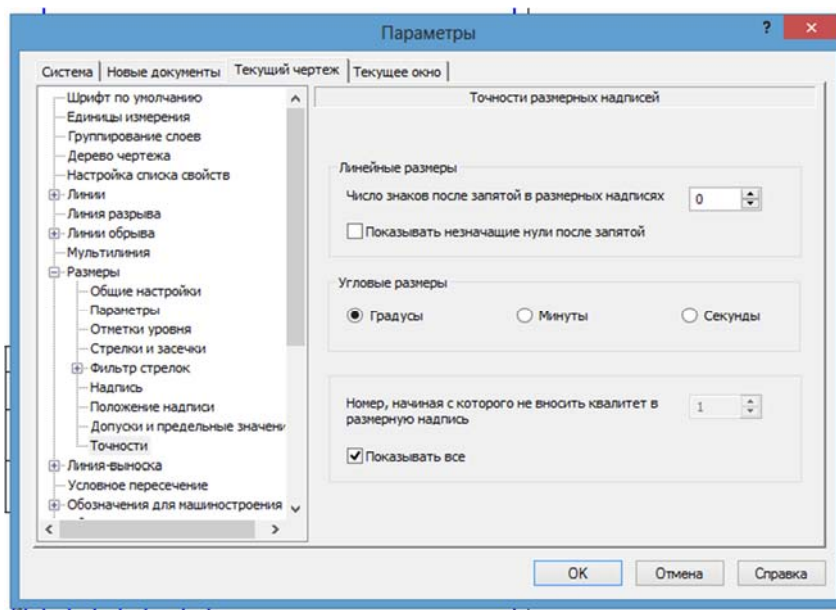 Параметры
?
Система Новые документы Текущий чертеж Текущее окно
Шрифт по умолчанию
Единицы измерения
Группирование слоев
Дерево чертежа
Настройка списка свойств
Линии
Линия разрыва
Линии обрыва
Мультилиния
Размеры
Общие настройки
Параметры
Отметки уровня
Стрелки и засечки
Фильтр стрелок
Надпись
Положение надписи
Допуски и предельные значени
Точности
Линия-выноска
Условное пересечение
Обозначения для машиностроения
Точности размерных надписей
Линейные размеры
Число знаков после запятой в размерных надписях 0
Показывать незначащие нули после запятой
Угловые размеры
Градусы Минуты Секунды
Номер, начиная с которого не вносить квалитет в 1
размерную надпись
Показывать все
OK Отмена Справка